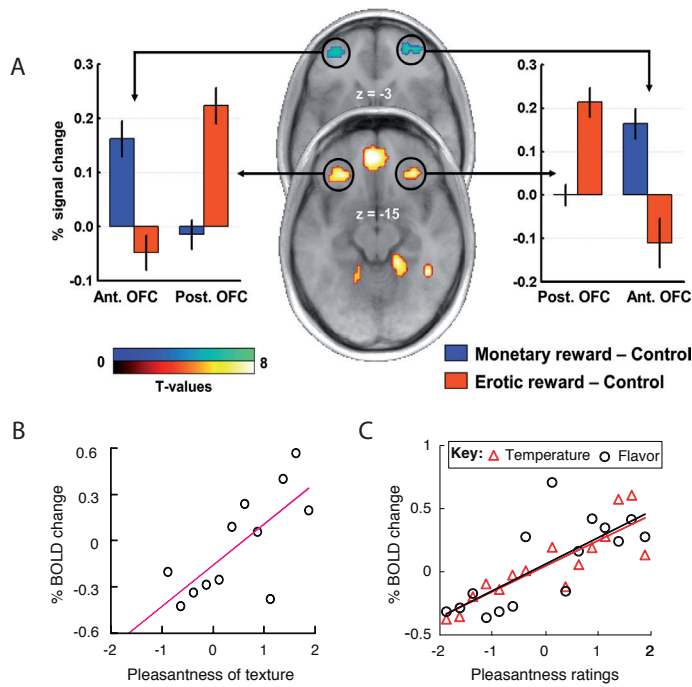 A
0.3
0.2
0.1
0.0
-0.1
% signal change
Ant. OFC Post. OFC
z = -3
z = -15
0.3
0.2
0.1
0.0
-0.1
-0.2
Post. OFC Ant. OFC
0 8
T-values
Monetary reward – Control
Erotic reward – Control
B
0.6
0.3
0
-0.3
-0.6
% BOLD change
-2 -1 0 1 2
Pleasantness of texture
C
Key: Temperature Flavor
1
0.5
0
-0.5
% BOLD change
-2 -1 0 1 2
Pleasantness ratings